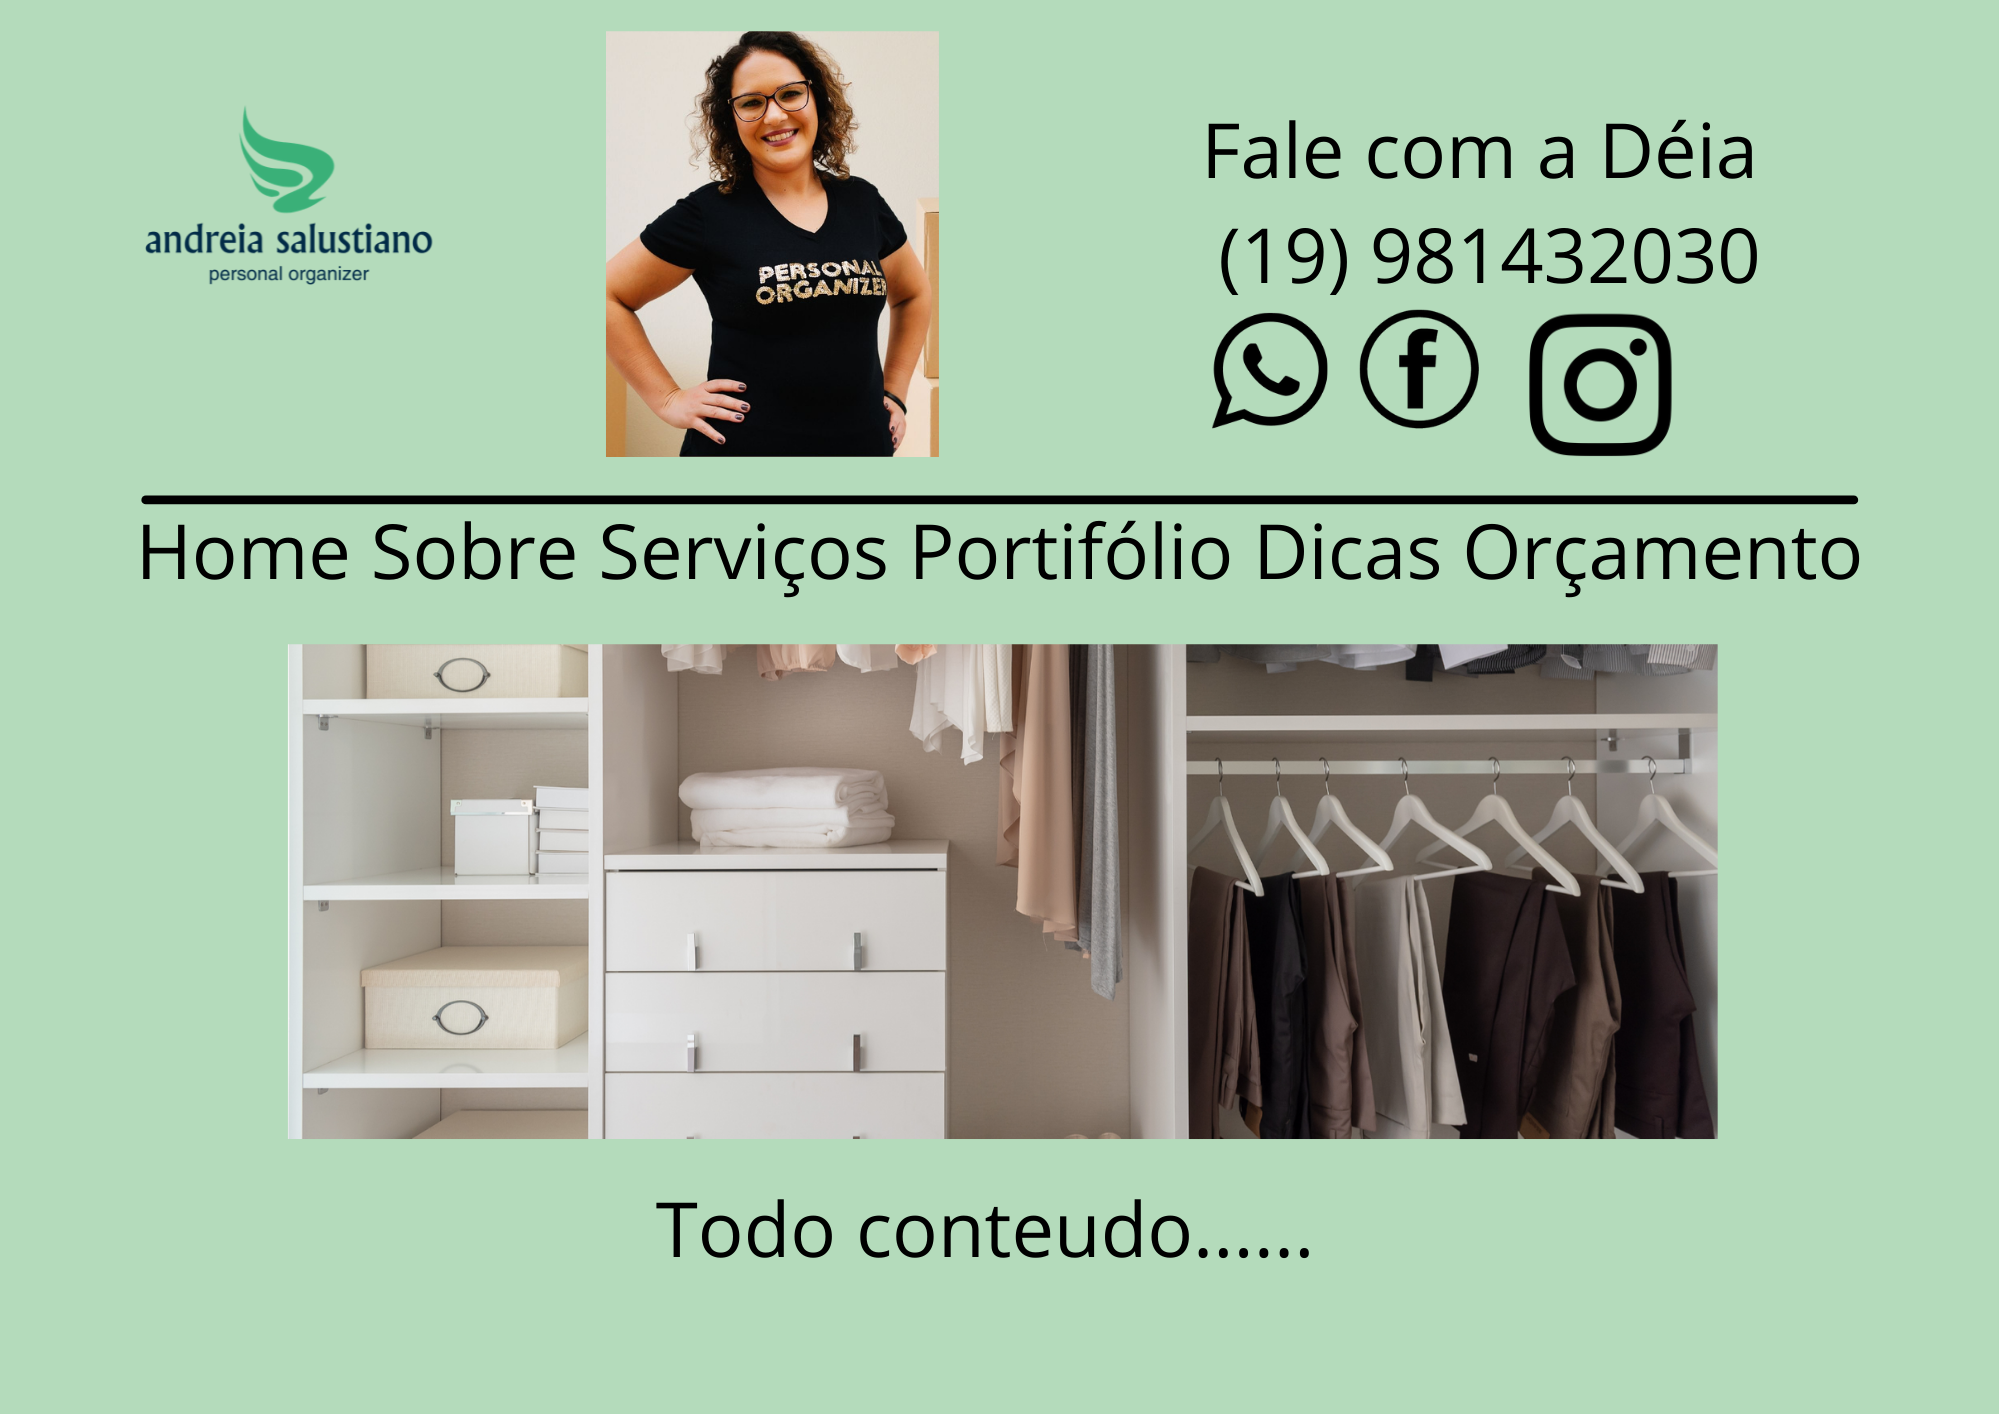 andreia salustiano
personal organizer
PERSONAL
ORGANIZER
Fale com a Déia
(19) 981432030
Home Sobre Serviços Portifólio Dicas Orçamento
Todo conteudo......